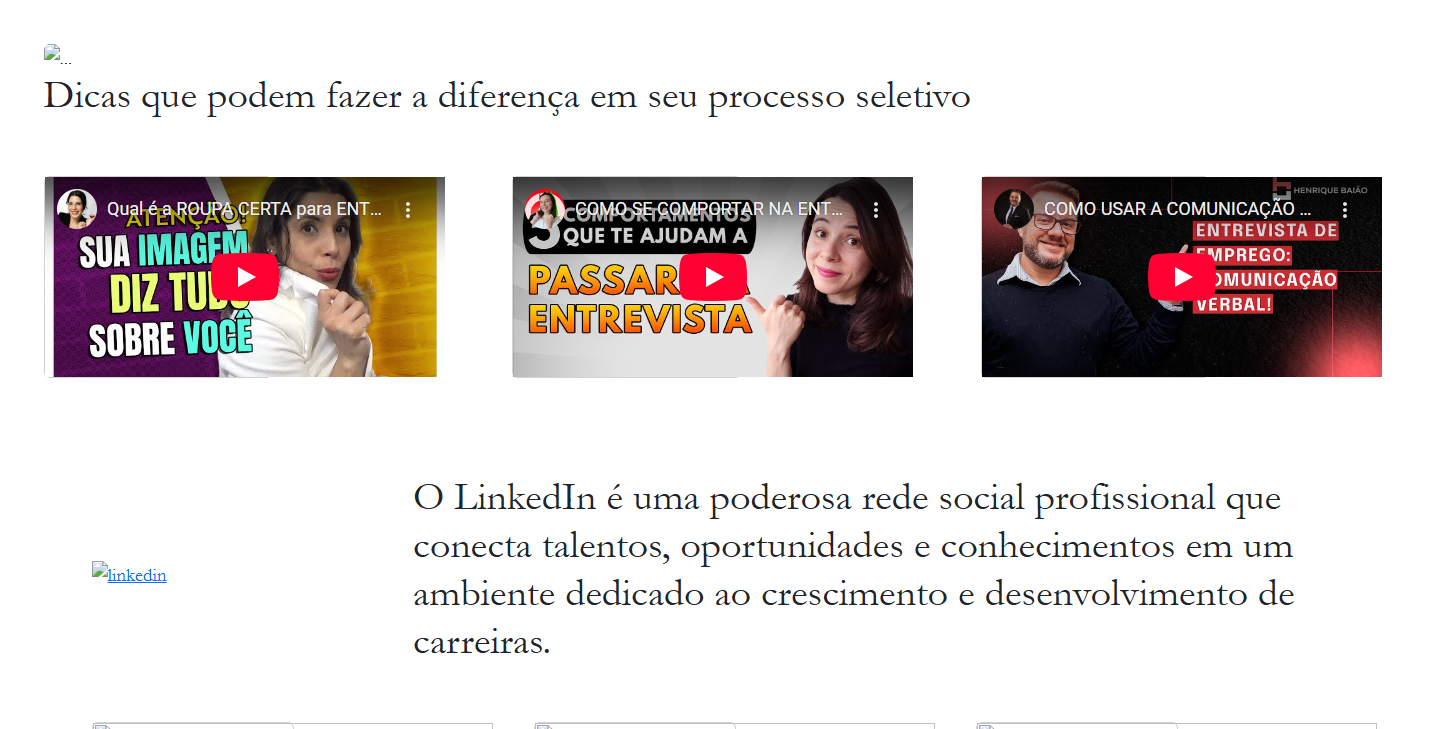 ...
Dicas que podem fazer a diferença em seu processo seletivo
Qual é a ROUPA CERTA para ENT...
ATENÇÃO!
SUA IMAGEM
DIZ TUDO
SOBRE VOCÊ
COMO SE COMPORTAR NA ENT...
3 COMPORTAMENTOS
QUE TE AJUDAM A
PASSAR NA
ENTREVISTA
HENRIQUE BAIÃO
COMO USAR A COMUNICAÇÃO ...
ENTREVISTA DE
EMPREGO:
COMUNICAÇÃO
VERBAL!
O LinkedIn é uma poderosa rede social profissional que
conecta talentos, oportunidades e conhecimentos em um
linkedin
ambiente dedicado ao crescimento e desenvolvimento de
carreiras.